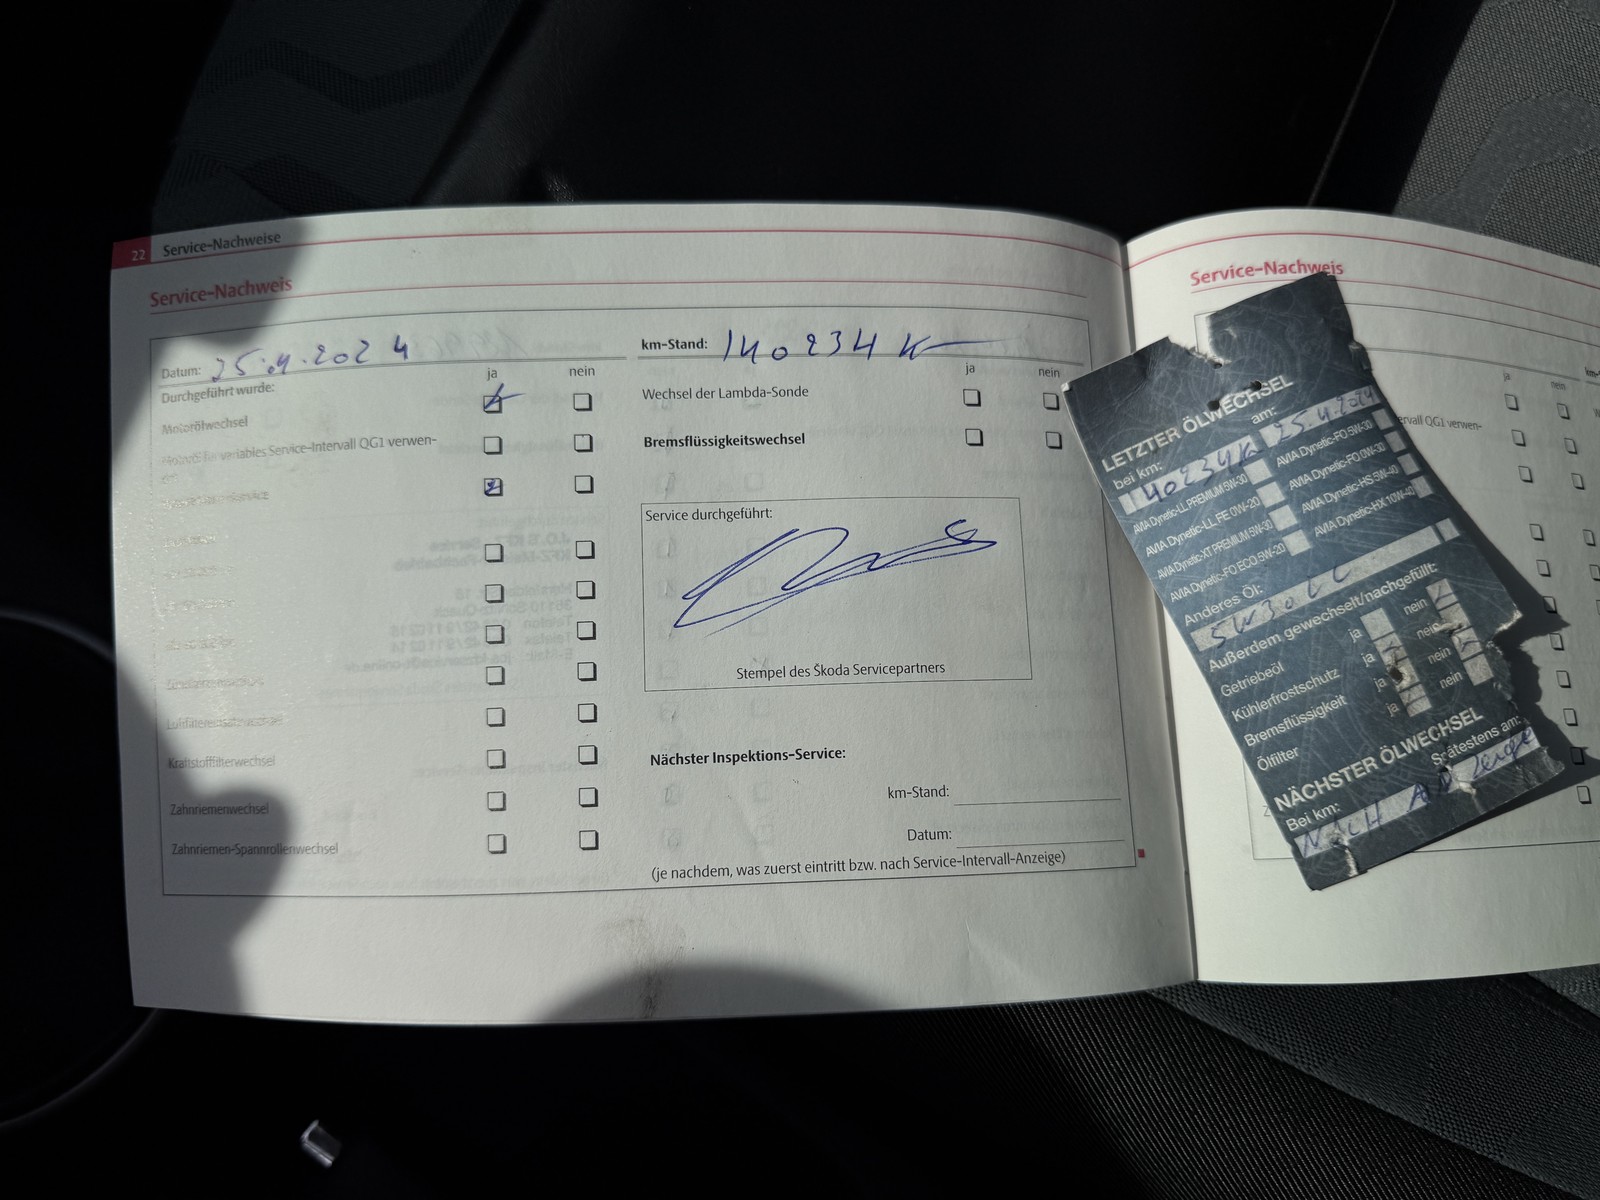 22 Service-Nachweise
Service-Nachweis
Datum: 25.4.2024
km-Stand: 140234 K
Durchgeführt wurde:
ja nein
Motorölwechsel
variables Service-Intervall QG1 verwen-
Luftfiltereinsatzwechsel
Kraftstofffilterwechsel
Zahnriemenwechsel
Zahnriemen-Spannrollenwechsel
ja nein
Wechsel der Lambda-Sonde
Bremsflüssigkeitswechsel
Service durchgeführt:
Stempel des Škoda Servicepartners
Nächster Inspektions-Service:
km-Stand:
Datum:
(je nachdem, was zuerst eintritt bzw. nach Service-Intervall-Anzeige)
Service-Nachweis
ja nein
km-
ervall QG1 verwen-
LETZTER ÖLWECHSEL
bei km: am:
140234K 25.4.2024
AVIA Dynetic-LL PREMIUM 5W-30 AVIA Dynetic-FO 5W-30
AVIA Dynetic-LL FE 0W-20 AVIA Dynetic-FO 0W-30
AVIA Dynetic-XT PREMIUM 5W-30 AVIA Dynetic-HS 5W-40
AVIA Dynetic-FO ECO 5W-20 AVIA Dynetic-HX 10W-40
Anderes Öl:
5W30 LL
Außerdem gewechselt/nachgefüllt:
Getriebeöl ja nein
Kühlerfrostschutz ja nein
Bremsflüssigkeit ja nein
Ölfilter ja
NÄCHSTER ÖLWECHSEL
Bei km: Spätestens am:
NACH ANzeige